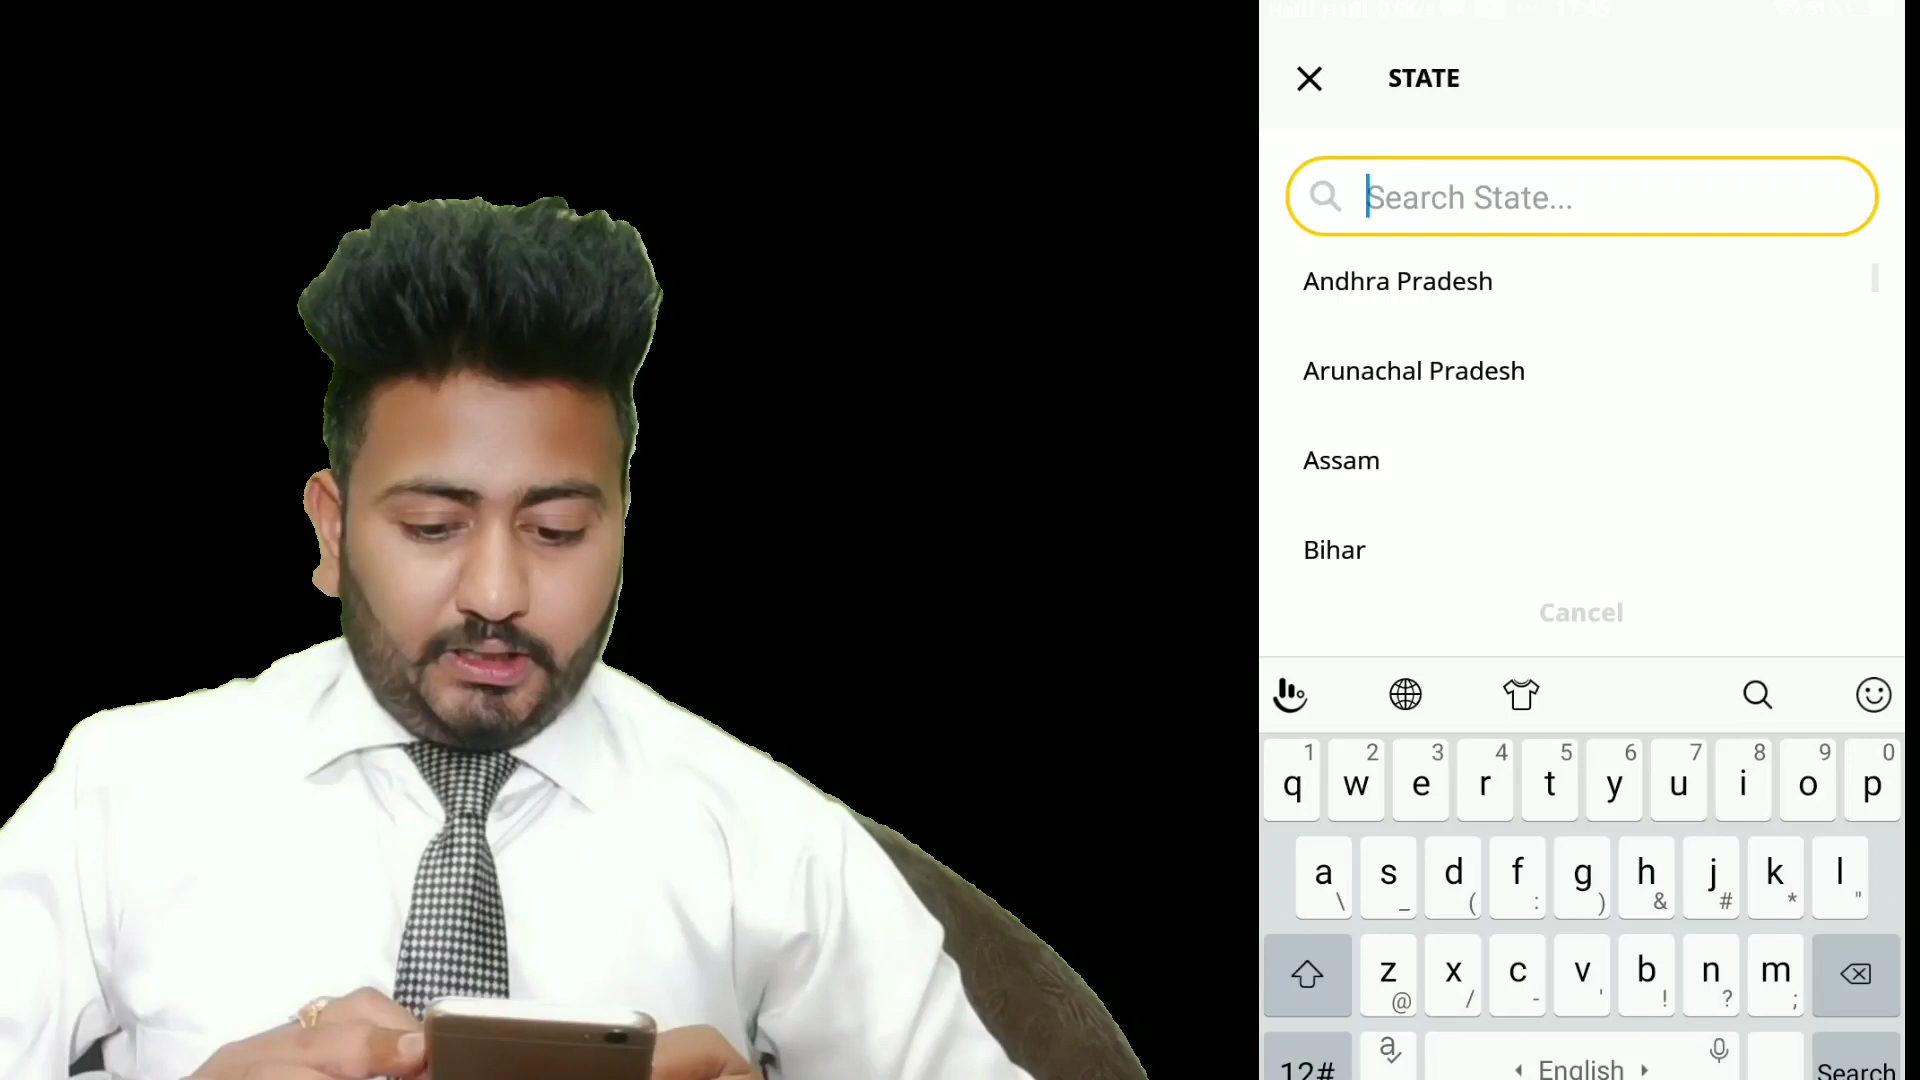 STATE
Search State...
Andhra Pradesh
Arunachal Pradesh
Assam
Bihar
Cancel
1 2 3 4 5 6 7 8 9 0
q w e r t y u i o p
a s d f g h j k l
\ _ ( : ) & # * "
z x c v b n m
@ / - ' ! ? ;
12# a English Search